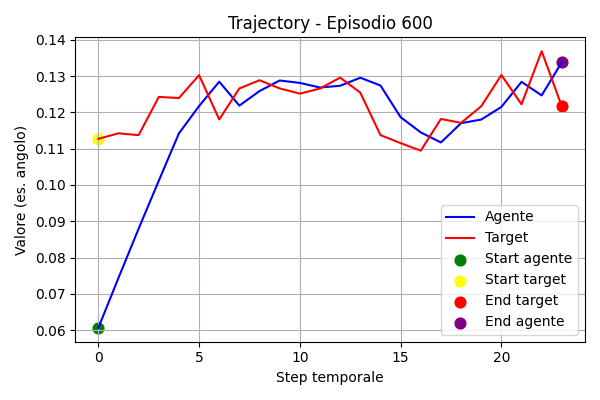 Trajectory - Episodio 600
Valore (es. angolo)
0.14
0.13
0.12
0.11
0.10
0.09
0.08
0.07
0.06
Agente
Target
Start agente
Start target
End target
End agente
0 5 10 15 20
Step temporale